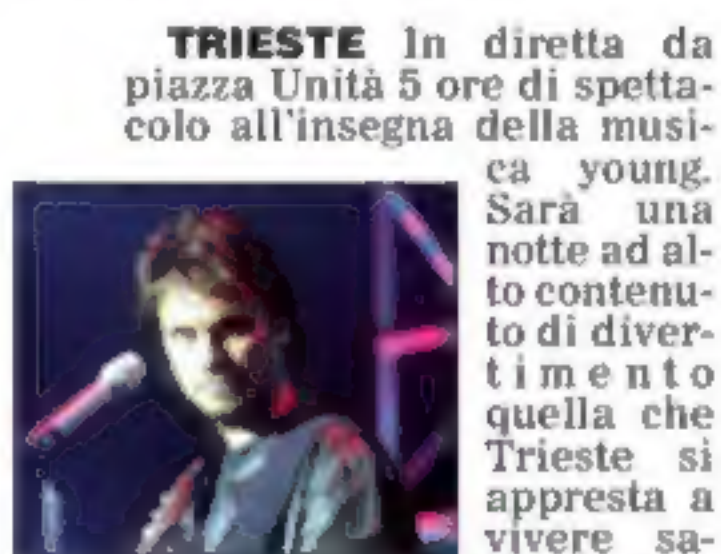 TRIESTE In diretta da
piazza Unità 5 ore di spetta-
colo all'insegna della musi-
ca young.
Sarà una
notte ad al-
to contenu-
to di diver-
timento
quella che
Trieste si
appresta a
vivere sa-